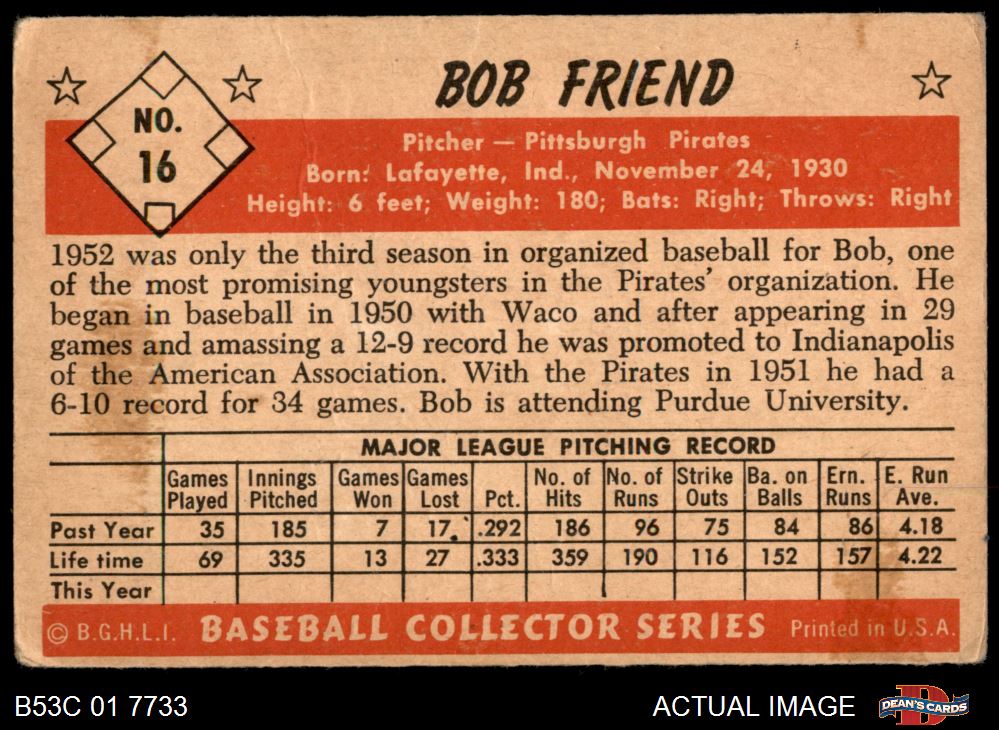 BOB FRIEND
NO.
16
Pitcher — Pittsburgh Pirates
Born: Lafayette, Ind., November 24, 1930
Height: 6 feet; Weight: 180; Bats: Right; Throws: Right
1952 was only the third season in organized baseball for Bob, one
of the most promising youngsters in the Pirates' organization. He
began in baseball in 1950 with Waco and after appearing in 29
games and amassing a 12-9 record he was promoted to Indianapolis
of the American Association. With the Pirates in 1951 he had a
6-10 record for 34 games. Bob is attending Purdue University.
MAJOR LEAGUE PITCHING RECORD
Games Played Innings Pitched Games Won Games Lost Pct. No. of Hits No. of Runs Strike Outs Ba. on Balls Ern. Runs E. Run Ave.
Past Year 35 185 7 17 .292 186 96 75 84 86 4.18
Life time 69 335 13 27 .333 359 190 116 152 157 4.22
This Year
© B.G.H.L.I. BASEBALL COLLECTOR SERIES Printed in U.S.A.
B53C 01 7733 ACTUAL IMAGE DEAN'S CARDS